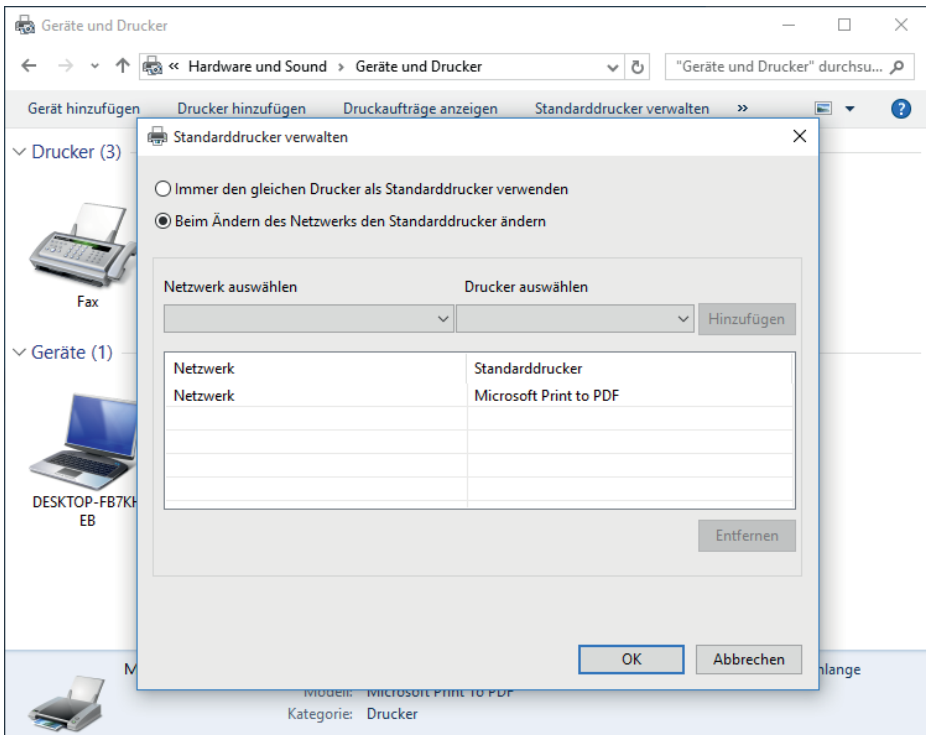 Geräte und Drucker
« Hardware und Sound > Geräte und Drucker
"Geräte und Drucker" durchsu...
Gerät hinzufügen Drucker hinzufügen Druckaufträge anzeigen Standarddrucker verwalten »
Drucker (3)
Fax
Geräte (1)
DESKTOP-FB7KH
EB
Standarddrucker verwalten
Immer den gleichen Drucker als Standarddrucker verwenden
Beim Ändern des Netzwerks den Standarddrucker ändern
Netzwerk auswählen Drucker auswählen
Hinzufügen
Netzwerk Standarddrucker
Netzwerk Microsoft Print to PDF
Entfernen
OK Abbrechen
M nlange
Modell: Microsoft Print To PDF
Kategorie: Drucker